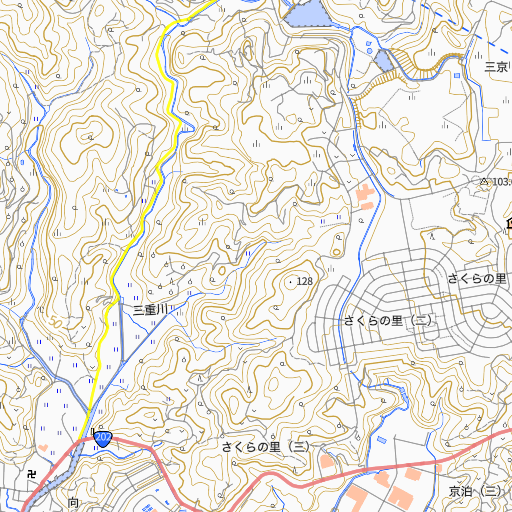 三京
103.
さくらの里
128
三重川
さくらの里（二）
202
さくらの里（三）
向
京泊（三）